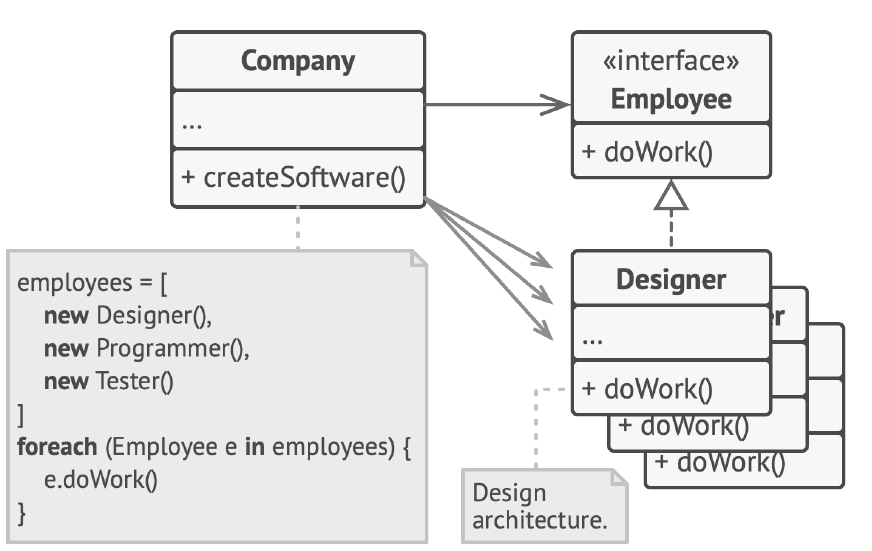 Company
...
+ createSoftware()
«interface»
Employee
+ doWork()
employees = [
new Designer(),
new Programmer(),
new Tester()
]
foreach (Employee e in employees) {
e.doWork()
}
Designer
...
+ doWork()
r
+ doWork()
+ doWork()
Design
architecture.